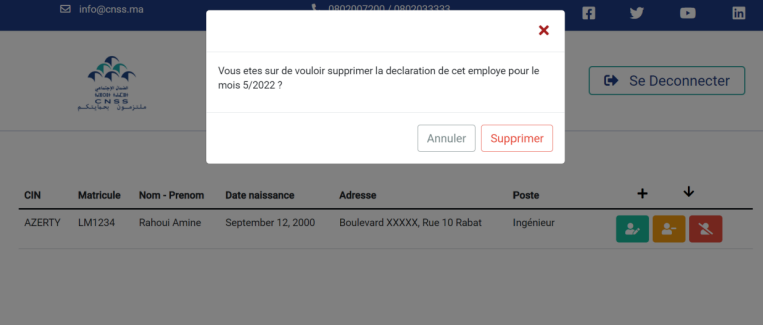 info@cnss.ma
0802007200 / 0802033333
Vous etes sur de vouloir supprimer la declaration de cet employe pour le
mois 5/2022 ?
Annuler
Supprimer
CNSS
Se Deconnecter
CIN Matricule Nom - Prenom Date naissance Adresse Poste
AZERTY LM1234 Rahoui Amine September 12, 2000 Boulevard XXXXX, Rue 10 Rabat Ingénieur